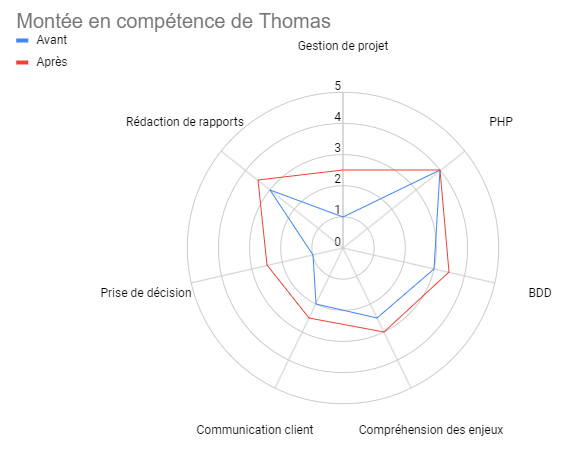 Montée en compétence de Thomas
Avant
Après
Gestion de projet
PHP
BDD
Compréhension des enjeux
Communication client
Prise de décision
Rédaction de rapports
5
4
3
2
1
0